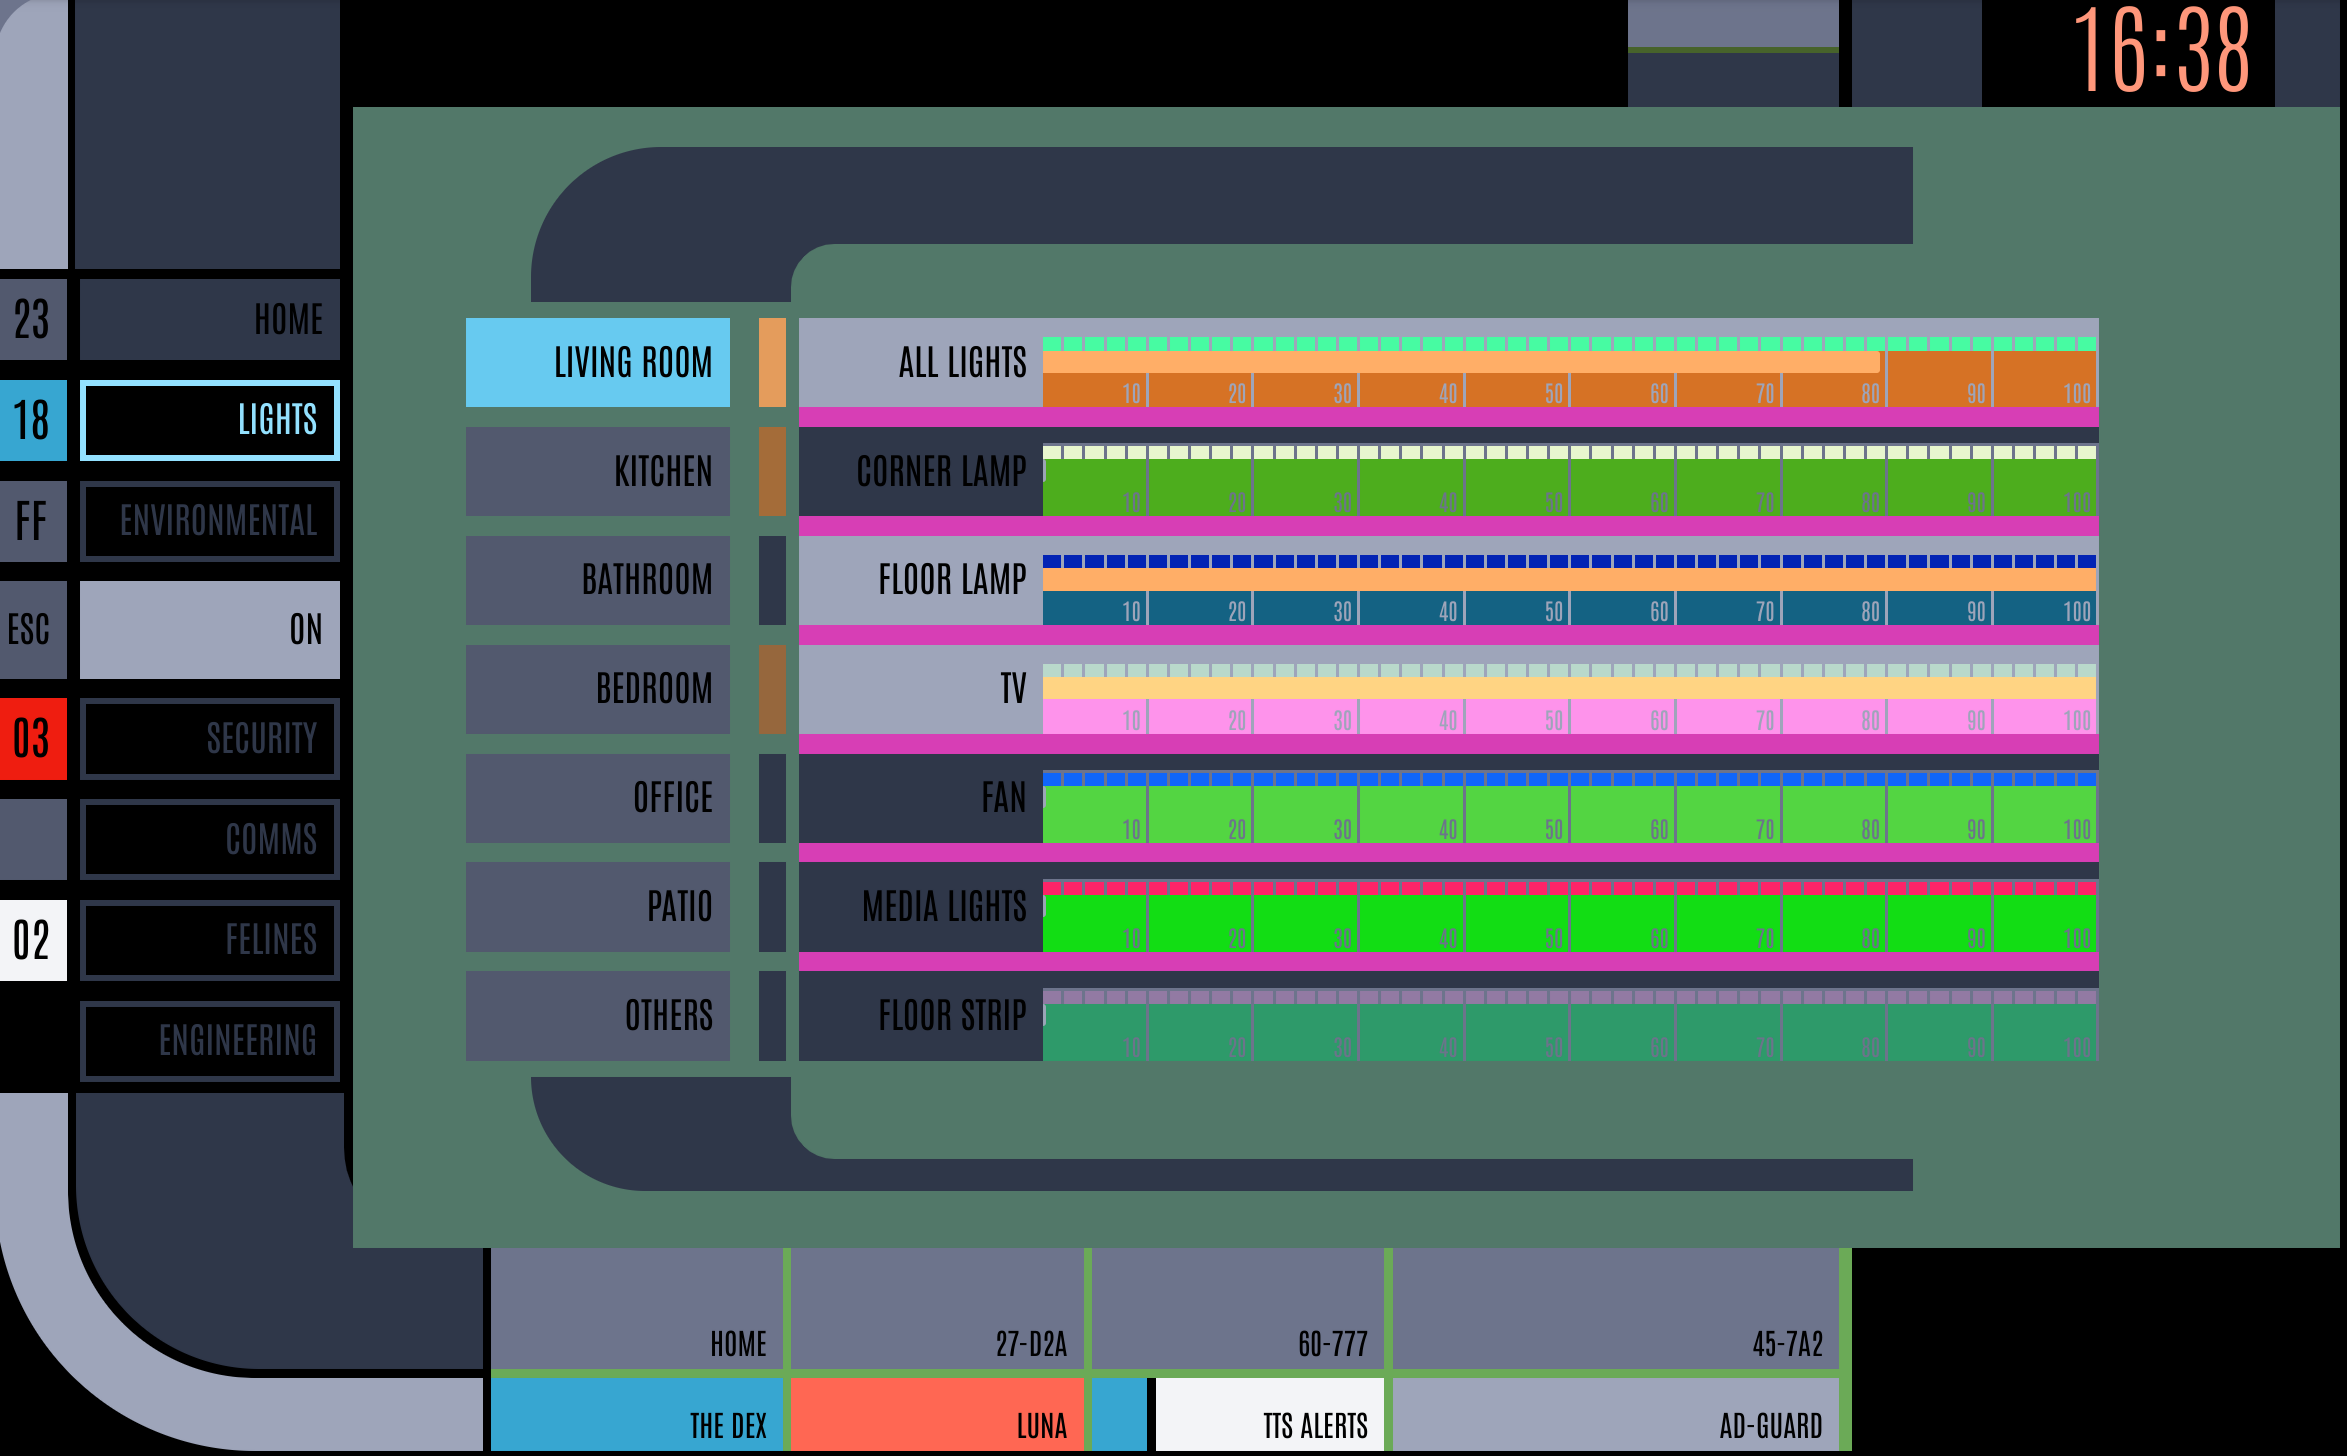 16:38
23 HOME
18 LIGHTS
FF ENVIRONMENTAL
ESC ON
03 SECURITY
COMMS
02 FELINES
ENGINEERING
LIVING ROOM
KITCHEN
BATHROOM
BEDROOM
OFFICE
PATIO
OTHERS
ALL LIGHTS
10 20 30 40 50 60 70 80 90 100
CORNER LAMP
10 20 30 40 50 60 70 80 90 100
FLOOR LAMP
10 20 30 40 50 60 70 80 90 100
TV
10 20 30 40 50 60 70 80 90 100
FAN
10 20 30 40 50 60 70 80 90 100
MEDIA LIGHTS
10 20 30 40 50 60 70 80 90 100
FLOOR STRIP
10 20 30 40 50 60 70 80 90 100
HOME 27-D2A 60-777 45-7A2
THE DEX LUNA TTS ALERTS AD-GUARD